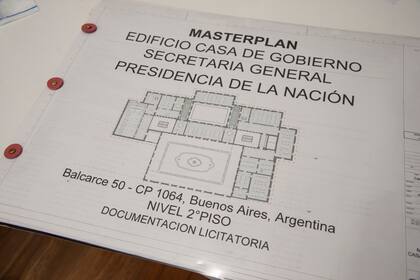 MASTERPLAN
EDIFICIO CASA DE GOBIERNO
SECRETARIA GENERAL
PRESIDENCIA DE LA NACIÓN
Balcarce 50 - CP 1064, Buenos Aires, Argentina
NIVEL 2°PISO
DOCUMENTACION LICITATORIA